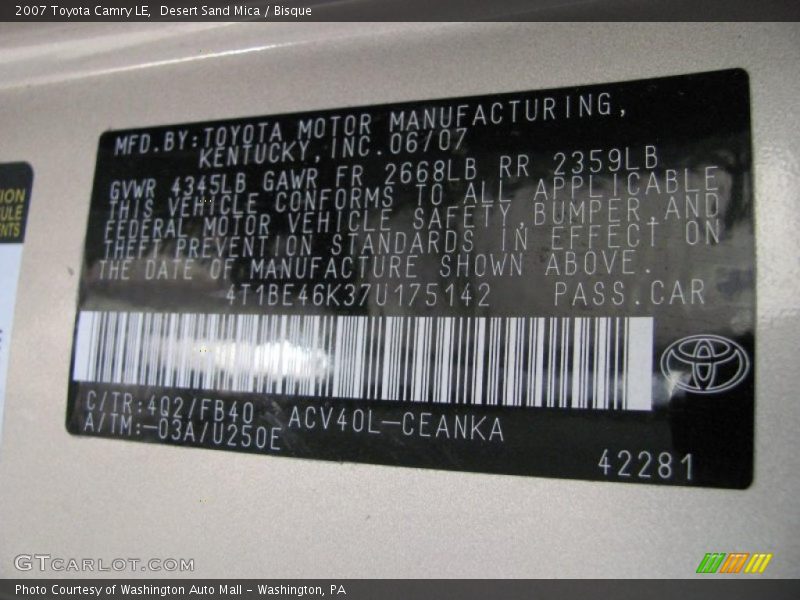 2007 Toyota Camry LE,  Desert Sand Mica / Bisque
MFD.BY:TOYOTA MOTOR MANUFACTURING,
KENTUCKY,INC.06/07
GVWR 4345LB GAWR FR 2668LB RR 2359LB
THIS VEHICLE CONFORMS TO ALL APPLICABLE
FEDERAL MOTOR VEHICLE SAFETY,BUMPER,AND
THEFT PREVENTION STANDARDS IN EFFECT ON
THE DATE OF MANUFACTURE SHOWN ABOVE.
4T1BE46K37U175142 PASS.CAR
C/TR:4Q2/FB40 ACV40L-CEANKA
A/TM:-03A/U250E
42281
GTCARLOT.COM
Photo Courtesy of Washington Auto Mall - Washington, PA